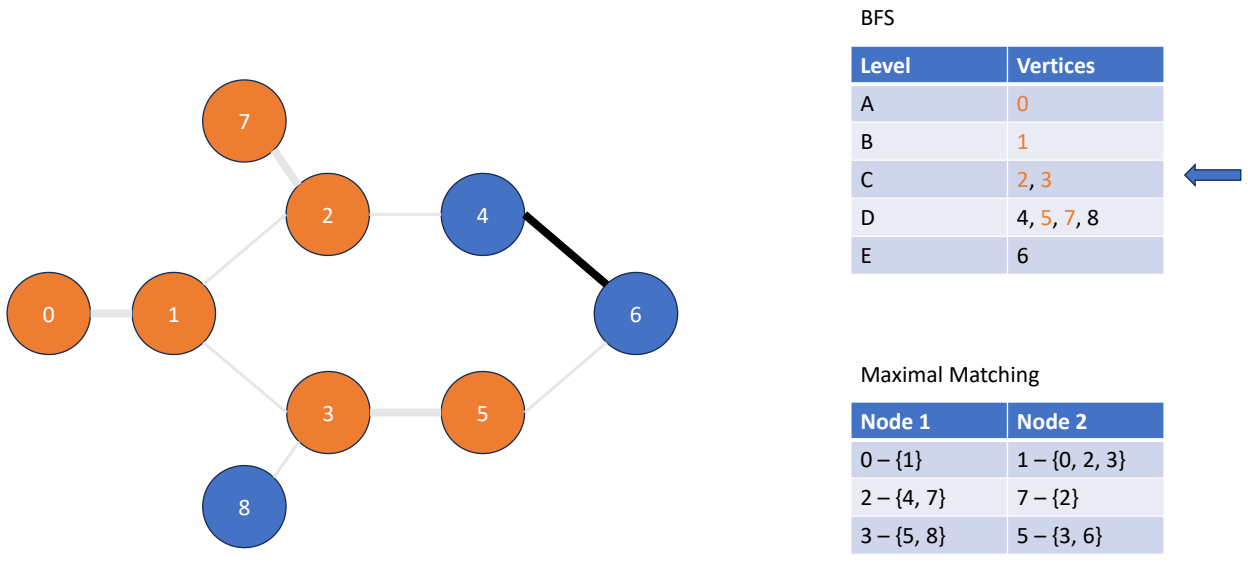 BFS
Level Vertices
A 0
B 1
C 2, 3
D 4, 5, 7, 8
E 6
7
2
4
0
1
6
3
5
8
Maximal Matching
Node 1 Node 2
0 – {1} 1 – {0, 2, 3}
2 – {4, 7} 7 – {2}
3 – {5, 8} 5 – {3, 6}